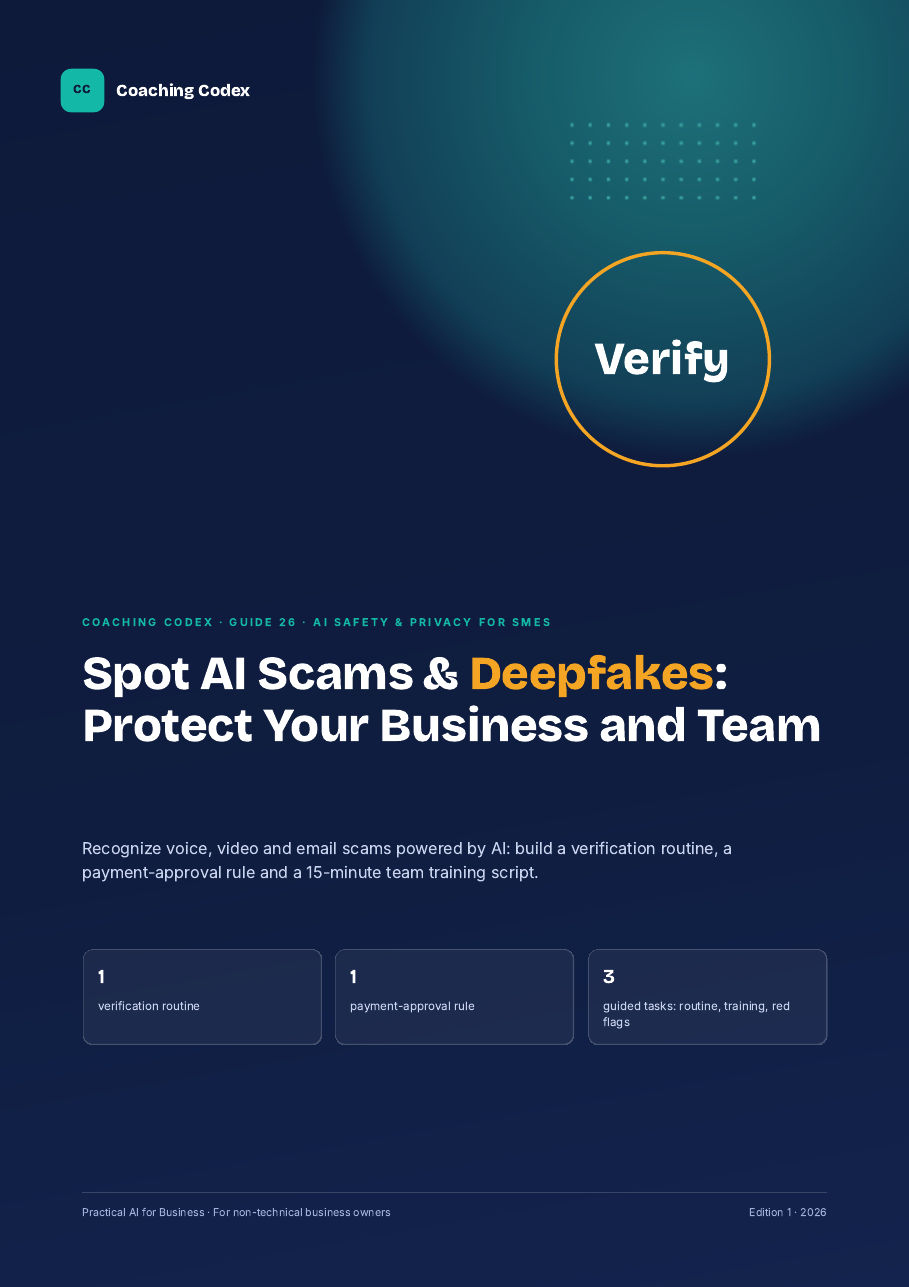 CC
Coaching Codex
Verify
COACHING CODEX · GUIDE 26 · AI SAFETY & PRIVACY FOR SMES
Spot AI Scams & Deepfakes:
Protect Your Business and Team
Recognize voice, video and email scams powered by AI: build a verification routine, a
payment-approval rule and a 15-minute team training script.
1
verification routine
1
payment-approval rule
3
guided tasks: routine, training, red
flags
Practical AI for Business · For non-technical business owners
Edition 1 · 2026